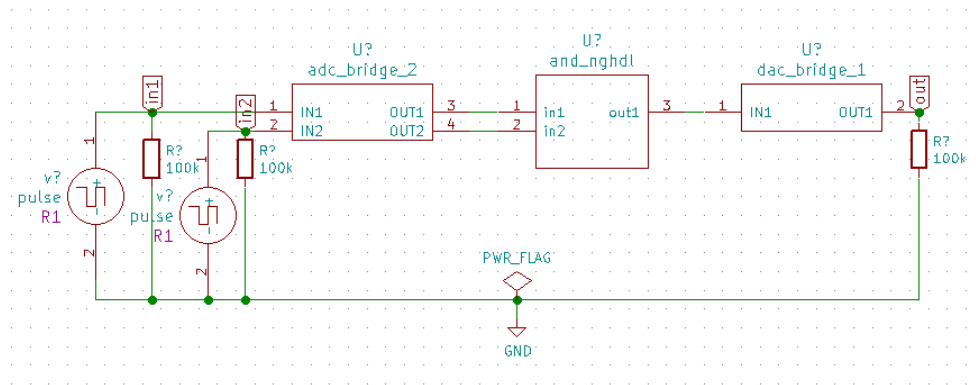 U?
adc_bridge_2
U?
and_nghdl
U?
dac_bridge_1
in1
in2
out
1
2
IN1
IN2
OUT1
OUT2
3
4
1
2
in1
in2
out1
3
1
IN1
OUT1
2
R?
100k
R?
100k
R?
100k
1
v?
pulse
R1
2
1
v?
pulse
R1
2
PWR_FLAG
GND